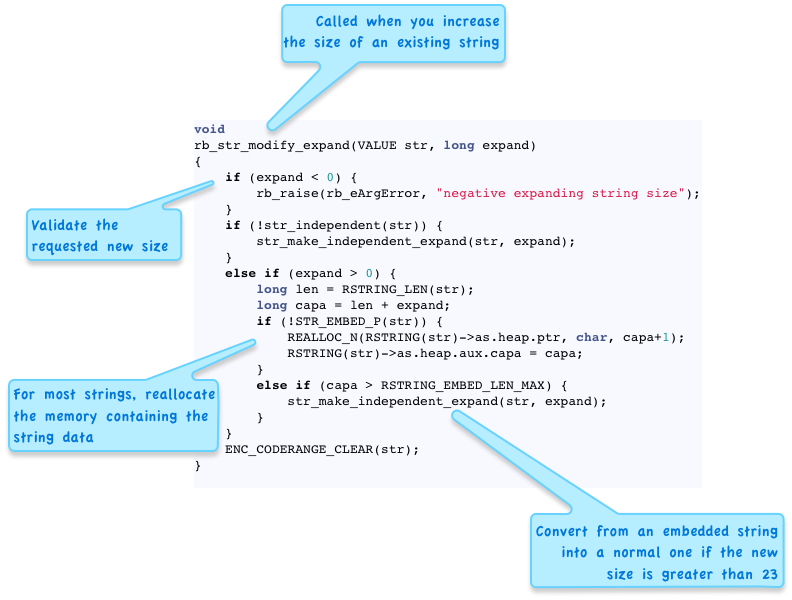 Called when you increase
the size of an existing string
void
rb_str_modify_expand(VALUE str, long expand)
{
    if (expand < 0) {
        rb_raise(rb_eArgError, "negative expanding string size");
    }
    if (!str_independent(str)) {
        str_make_independent_expand(str, expand);
    }
    else if (expand > 0) {
        long len = RSTRING_LEN(str);
        long capa = len + expand;
        if (!STR_EMBED_P(str)) {
            REALLOC_N(RSTRING(str)->as.heap.ptr, char, capa+1);
            RSTRING(str)->as.heap.aux.capa = capa;
        }
        else if (capa > RSTRING_EMBED_LEN_MAX) {
            str_make_independent_expand(str, expand);
        }
    }
    ENC_CODERANGE_CLEAR(str);
}
Validate the
requested new size
For most strings, reallocate
the memory containing the
string data
Convert from an embedded string
into a normal one if the new
size is greater than 23